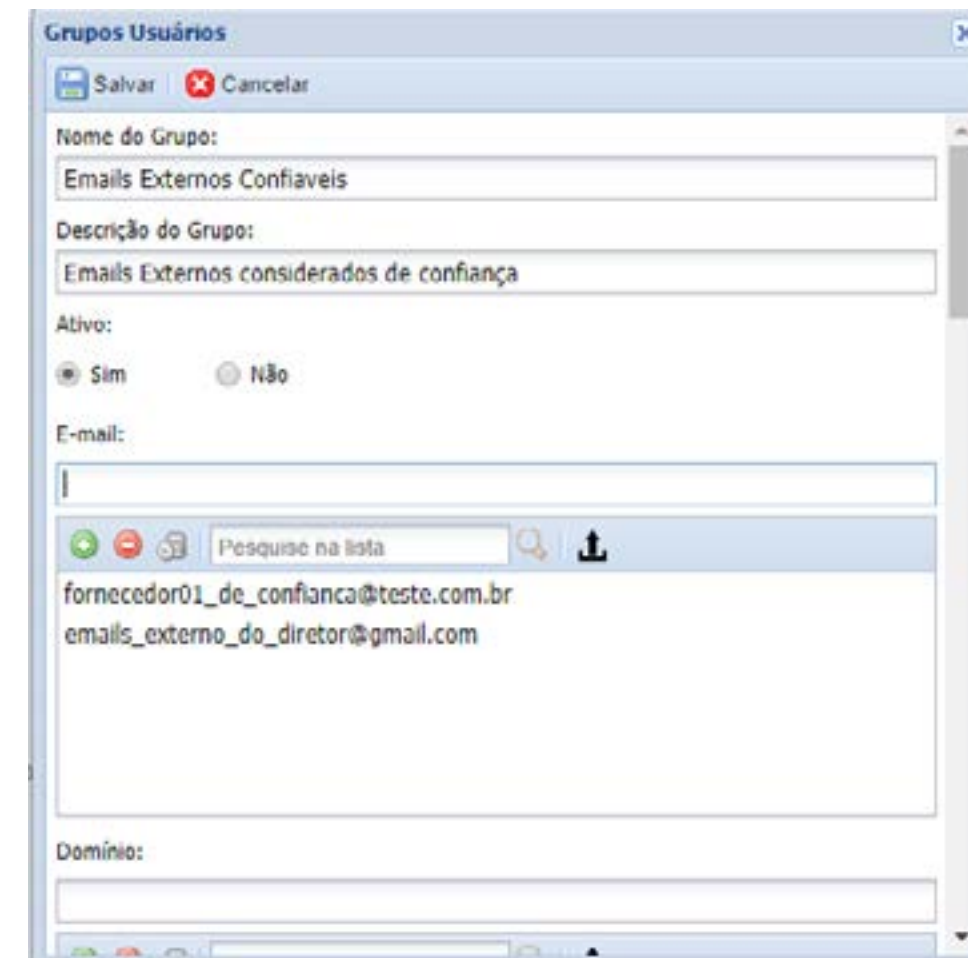 Grupos Usuários
Salvar Cancelar
Nome do Grupo:
Emails Externos Confiaveis
Descrição do Grupo:
Emails Externos considerados de confiança
Ativo:
Sim Não
E-mail:
Pesquise na lista
fornecedor01_de_confianca@teste.com.br
emails_externo_do_diretor@gmail.com
Domínio: